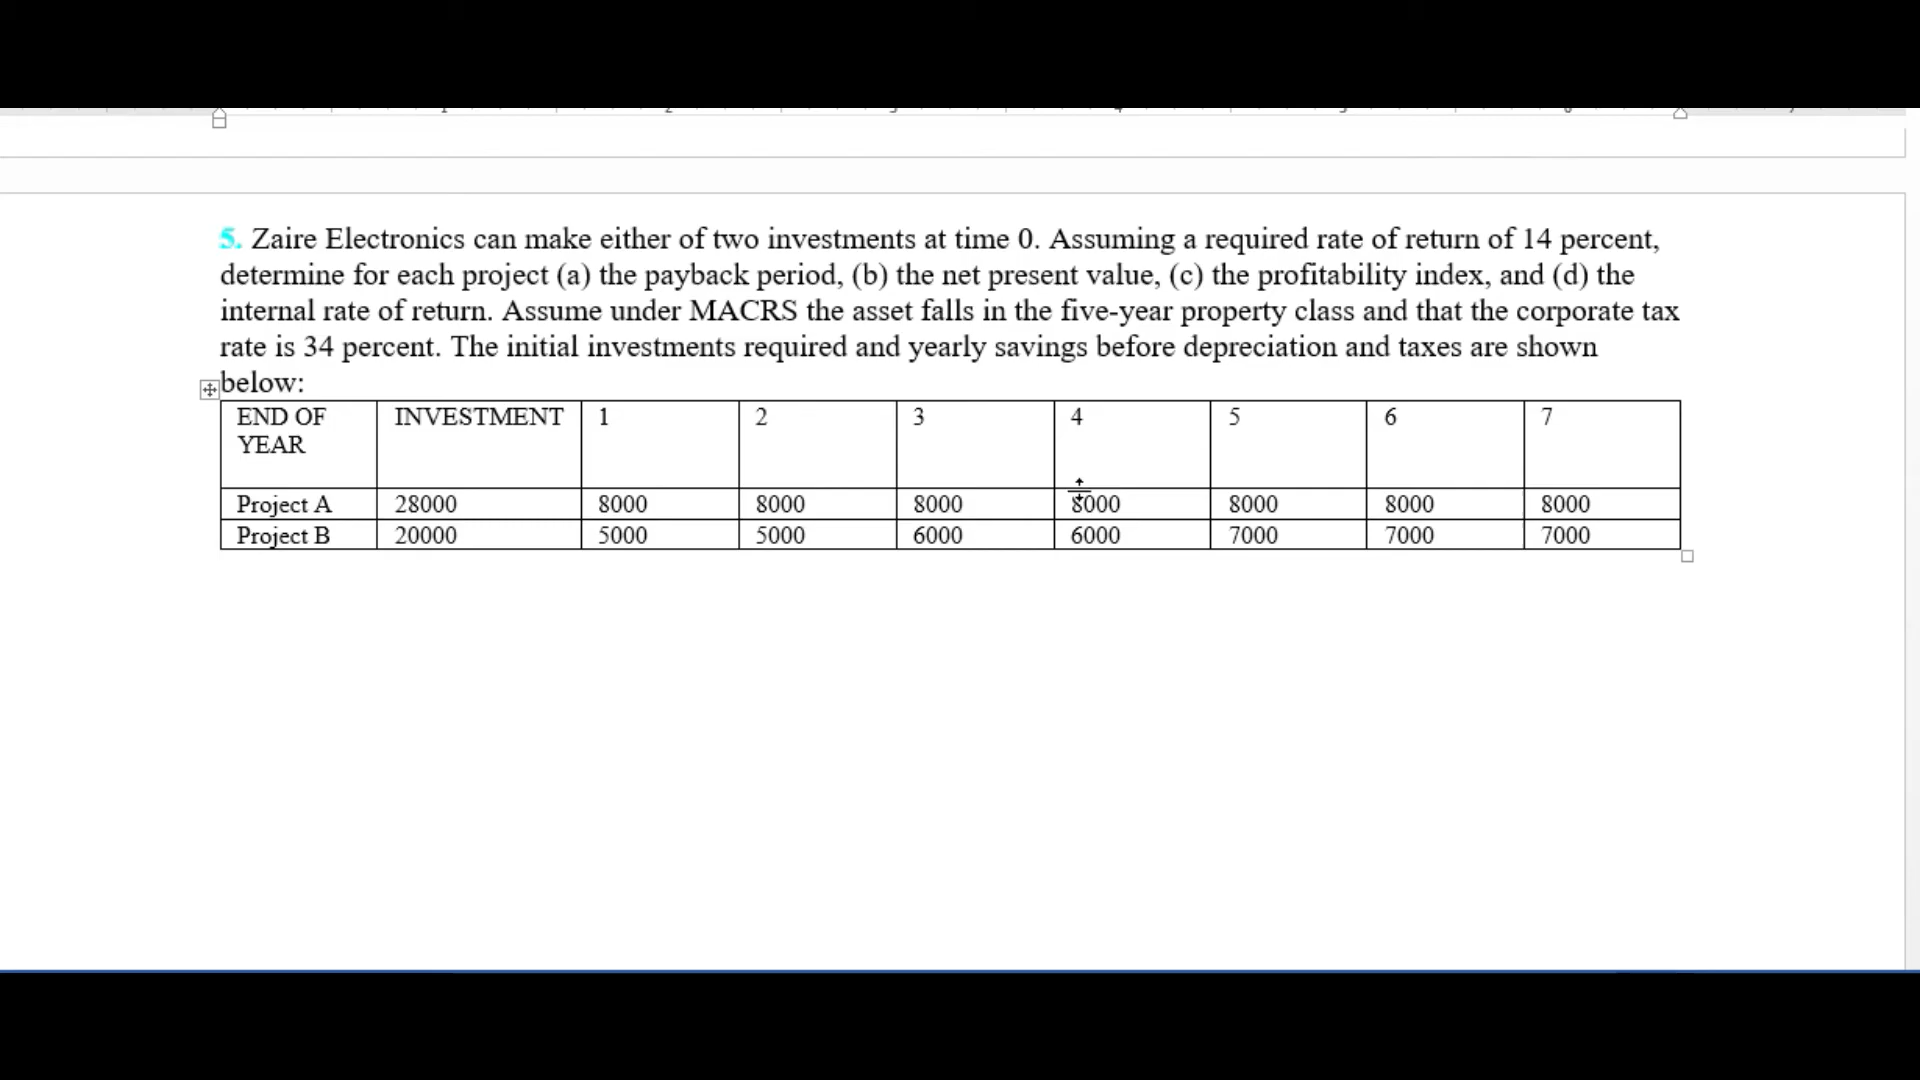 5. Zaire Electronics can make either of two investments at time 0. Assuming a required rate of return of 14 percent,
determine for each project (a) the payback period, (b) the net present value, (c) the profitability index, and (d) the
internal rate of return. Assume under MACRS the asset falls in the five-year property class and that the corporate tax
rate is 34 percent. The initial investments required and yearly savings before depreciation and taxes are shown
below:
END OF YEAR INVESTMENT 1 2 3 4 5 6 7
Project A 28000 8000 8000 8000 8000 8000 8000 8000
Project B 20000 5000 5000 6000 6000 7000 7000 7000